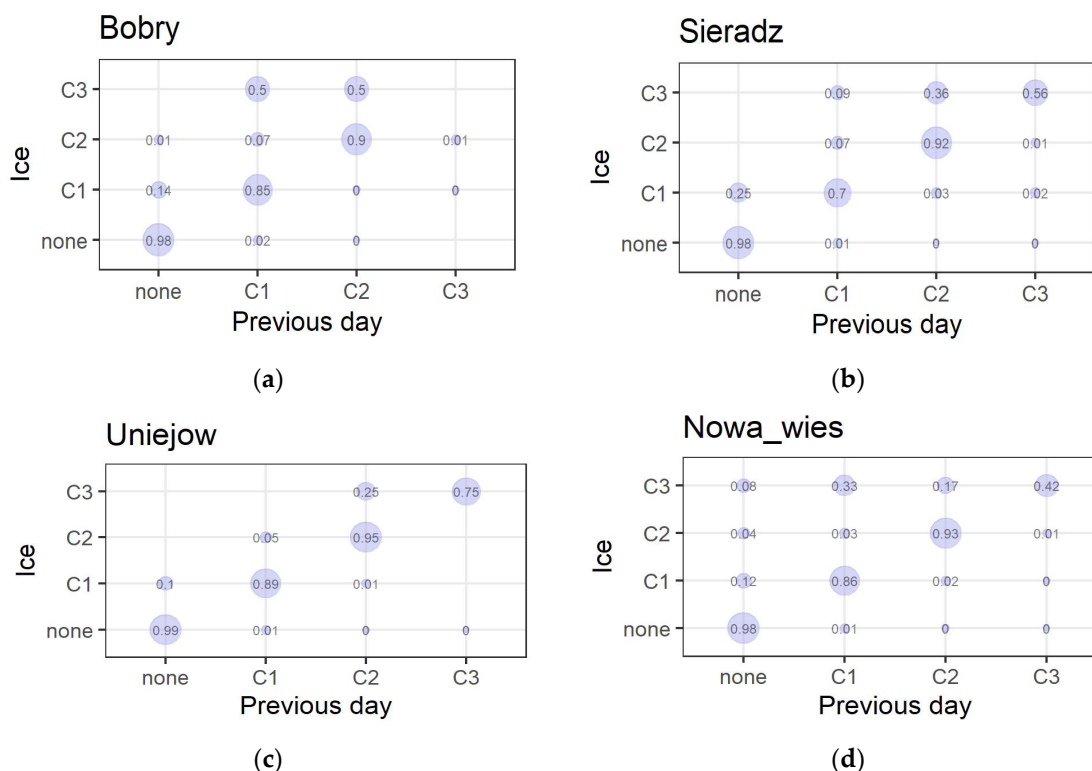 Bobry
C3 0.5 0.5
C2 0.01 0.07 0.9 0.01
C1 0.14 0.85 0 0
none 0.98 0.02 0
Ice
none C1 C2 C3
Previous day
(a)
Sieradz
C3 0.09 0.36 0.56
C2 0.07 0.92 0.01
C1 0.25 0.7 0.03 0.02
none 0.98 0.01 0 0
Ice
none C1 C2 C3
Previous day
(b)
Uniejow
C3 0.25 0.75
C2 0.05 0.95
C1 0.1 0.89 0.01
none 0.99 0.01 0 0
Ice
none C1 C2 C3
Previous day
(c)
Nowa_wies
C3 0.08 0.33 0.17 0.42
C2 0.04 0.03 0.93 0.01
C1 0.12 0.86 0.02 0
none 0.98 0.01 0 0
Ice
none C1 C2 C3
Previous day
(d)